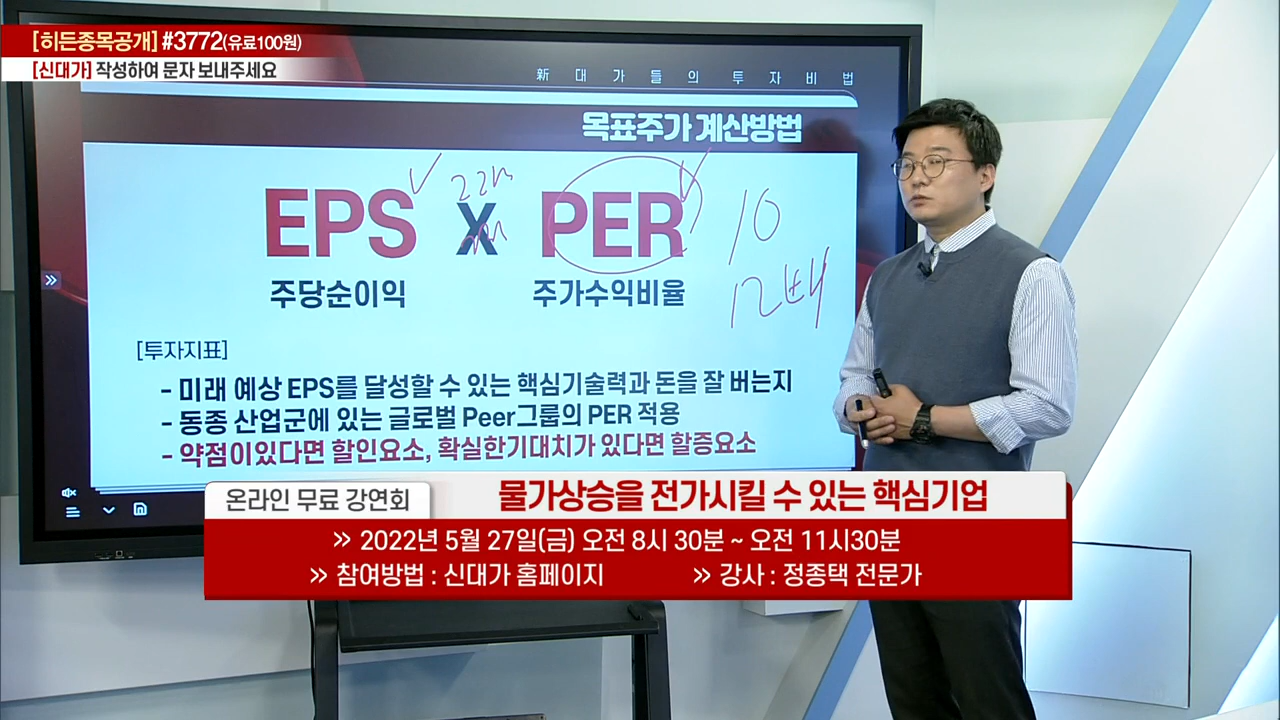 [히든종목공개] #3772(유료100원)
[신대가] 작성하여 문자 보내주세요
新대가들의 투자비법
목표주가 계산방법
EPS X PER
주당순이익 주가수익비율
10
12배
[투자지표]
- 미래 예상 EPS를 달성할 수 있는 핵심기술력과 돈을 잘 버는지
- 동종 산업군에 있는 글로벌 Peer그룹의 PER 적용
- 약점이있다면 할인요소, 확실한기대치가 있다면 할증요소
온라인 무료 강연회
물가상승을 전가시킬 수 있는 핵심기업
» 2022년 5월 27일(금) 오전 8시 30분 ~ 오전 11시30분
» 참여방법 : 신대가 홈페이지 » 강사 : 정종택 전문가